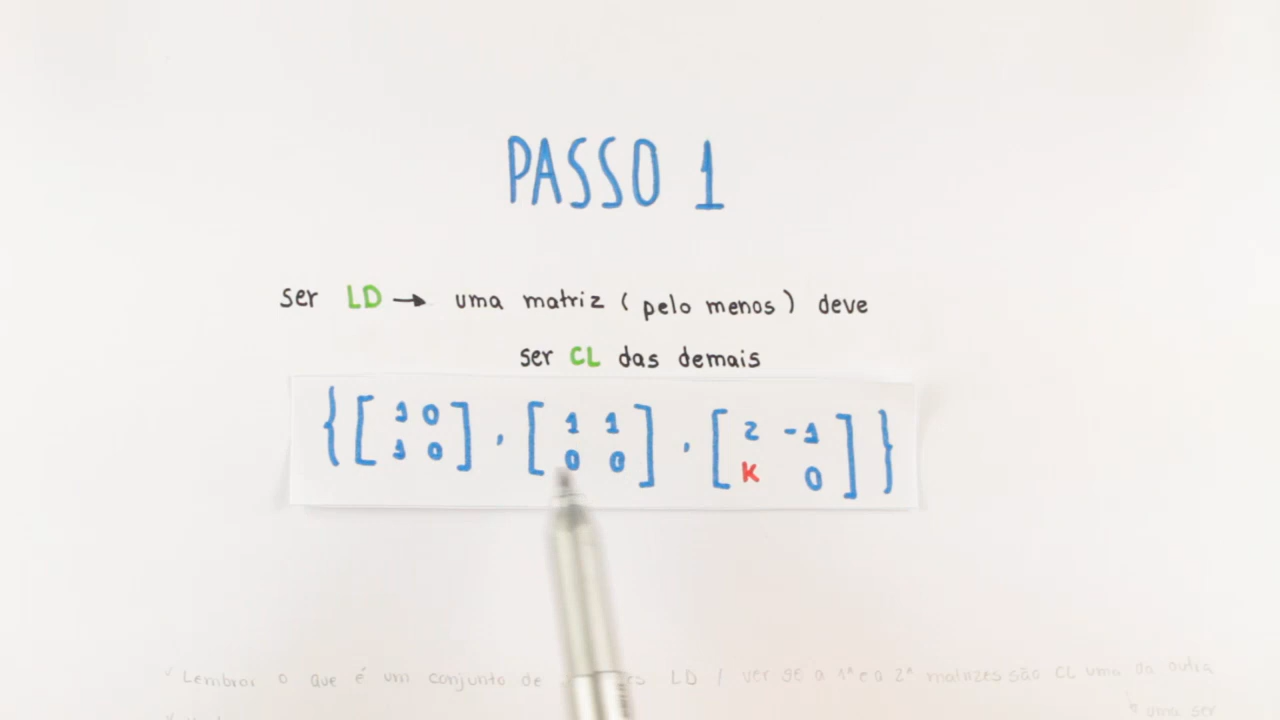 PASSO 1
ser LD → uma matriz (pelo menos) deve
ser CL das demais
{[1 0
1 0], [1 1
0 0], [2 -1
K 0]}
✓ Lembrar o que é um conjunto de LD / ver se a 1ª e a 2ª matrizes são CL uma da outra
uma ser